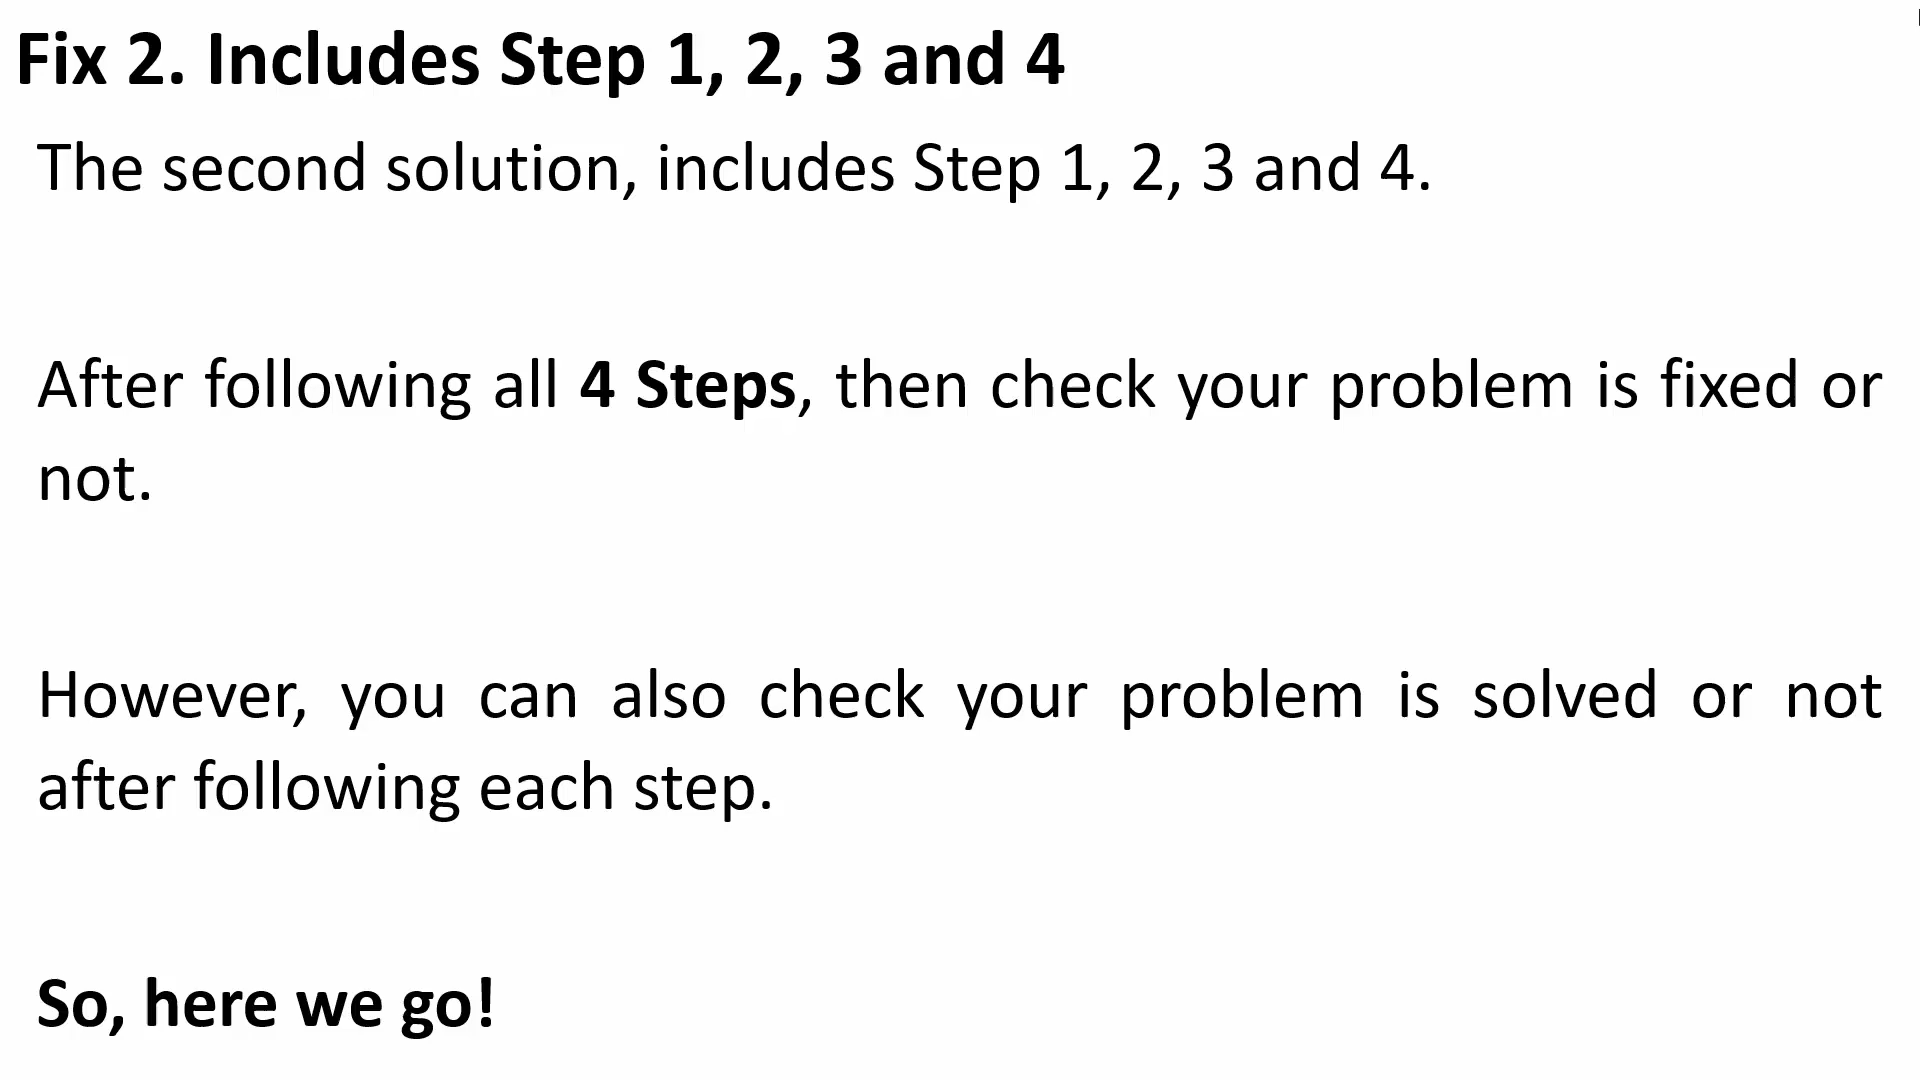 Fix 2. Includes Step 1, 2, 3 and 4
The second solution, includes Step 1, 2, 3 and 4.
After following all 4 Steps, then check your problem is fixed or
not.
However, you can also check your problem is solved or not
after following each step.
So, here we go!